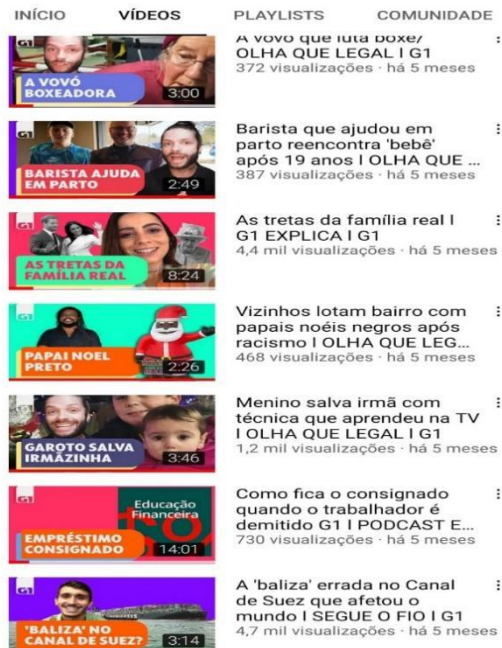 INÍCIO VÍDEOS PLAYLISTS COMUNIDADE
A vovó que luta boxe/
OLHA QUE LEGAL I G1
372 visualizações · há 5 meses
A VOVÓ
BOXEADORA
3:00
Barista que ajudou em
parto reencontra 'bebê'
após 19 anos I OLHA QUE ...
387 visualizações · há 5 meses
G1
BARISTA AJUDA
EM PARTO
2:49
As tretas da família real I
G1 EXPLICA I G1
4,4 mil visualizações · há 5 meses
G1
AS TRETAS DA
FAMÍLIA REAL
8:24
Vizinhos lotam bairro com
papais noéis negros após
racismo I OLHA QUE LEG...
468 visualizações · há 5 meses
PAPAI NOEL
PRETO
2:26
Menino salva irmã com
técnica que aprendeu na TV
I OLHA QUE LEGAL I G1
1,2 mil visualizações · há 5 meses
GAROTO SALVA
IRMÃZINHA
3:46
Como fica o consignado
quando o trabalhador é
demitido G1 I PODCAST E...
730 visualizações · há 5 meses
G1
Educação
Financeira
EMPRÉSTIMO
CONSIGNADO
14:01
A 'baliza' errada no Canal
de Suez que afetou o
mundo I SEGUE O FIO I G1
4,7 mil visualizações · há 5 meses
G1
'BALIZA' NO
CANAL DE SUEZ?
3:14